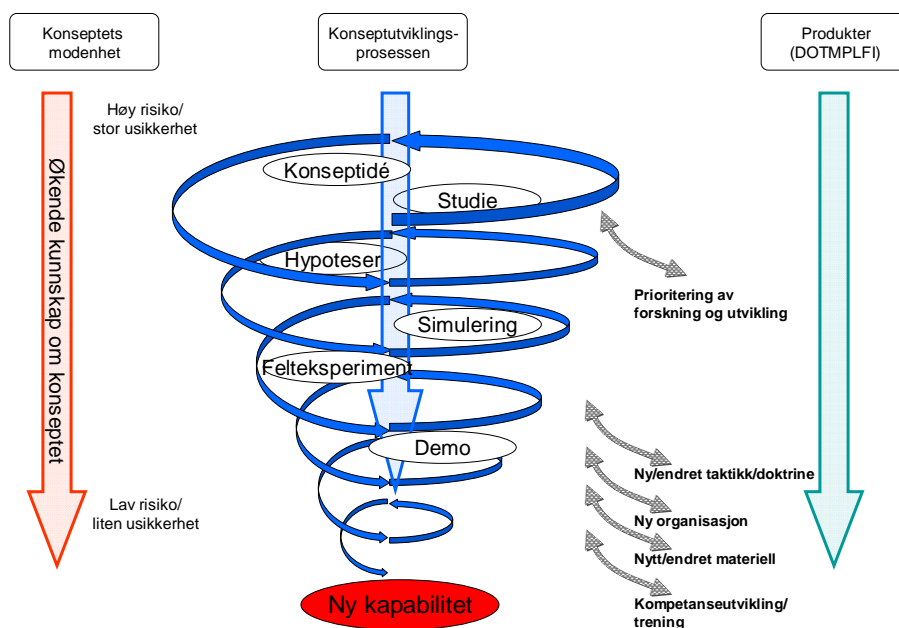 Konseptets
modenhet
Konseptutviklings-
prosessen
Produkter
(DOTMPLFI)
Høy risiko/
stor usikkerhet
Økende kunnskap om konseptet
Konseptidé
Studie
Hypoteser
Simulering
Felteksperiment
Demo
Prioritering av
forskning og utvikling
Ny/endret taktikk/doktrine
Lav risiko/
liten usikkerhet
Ny organisasjon
Nytt/endret materiell
Ny kapabilitet
Kompetanseutvikling/
trening